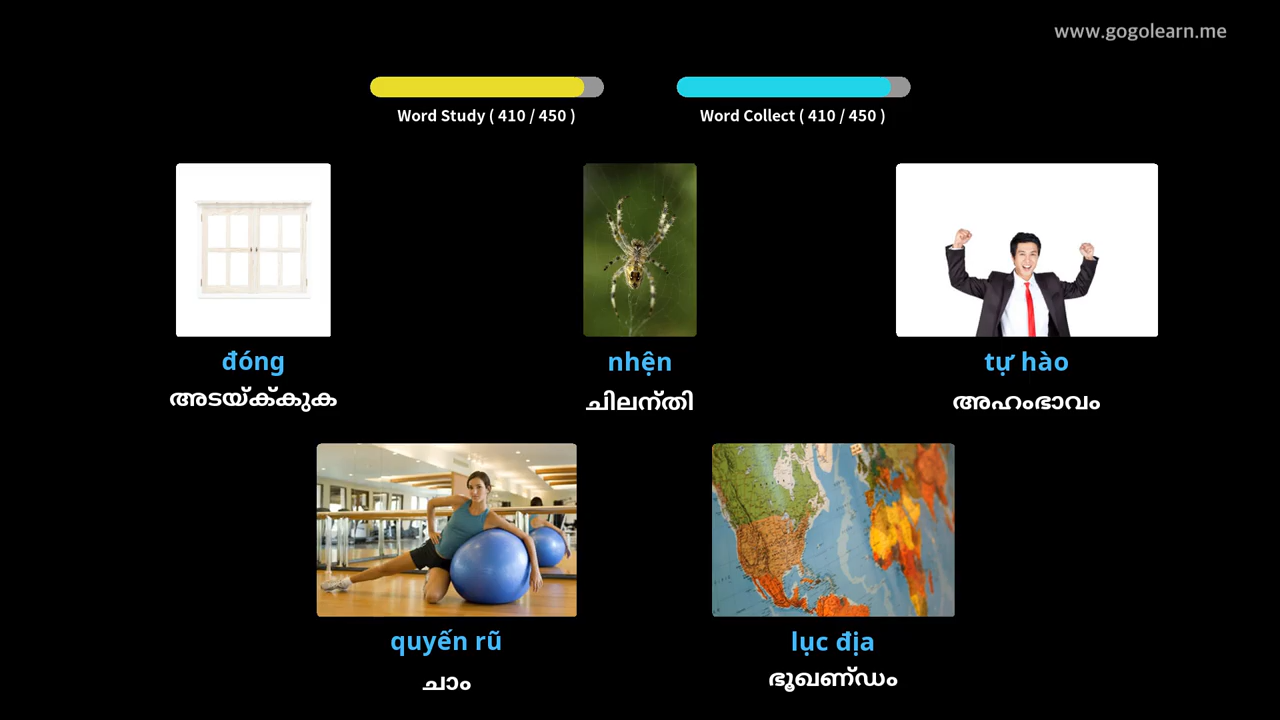 www.gogolearn.me
Word Study ( 410 / 450 )
Word Collect ( 410 / 450 )
đóng
അടയ്ക്കുക
nhện
ചിലന്തി
tự hào
അഹംഭാവം
quyến rũ
ചാം
lục địa
ഭൂഖണ്ഡം